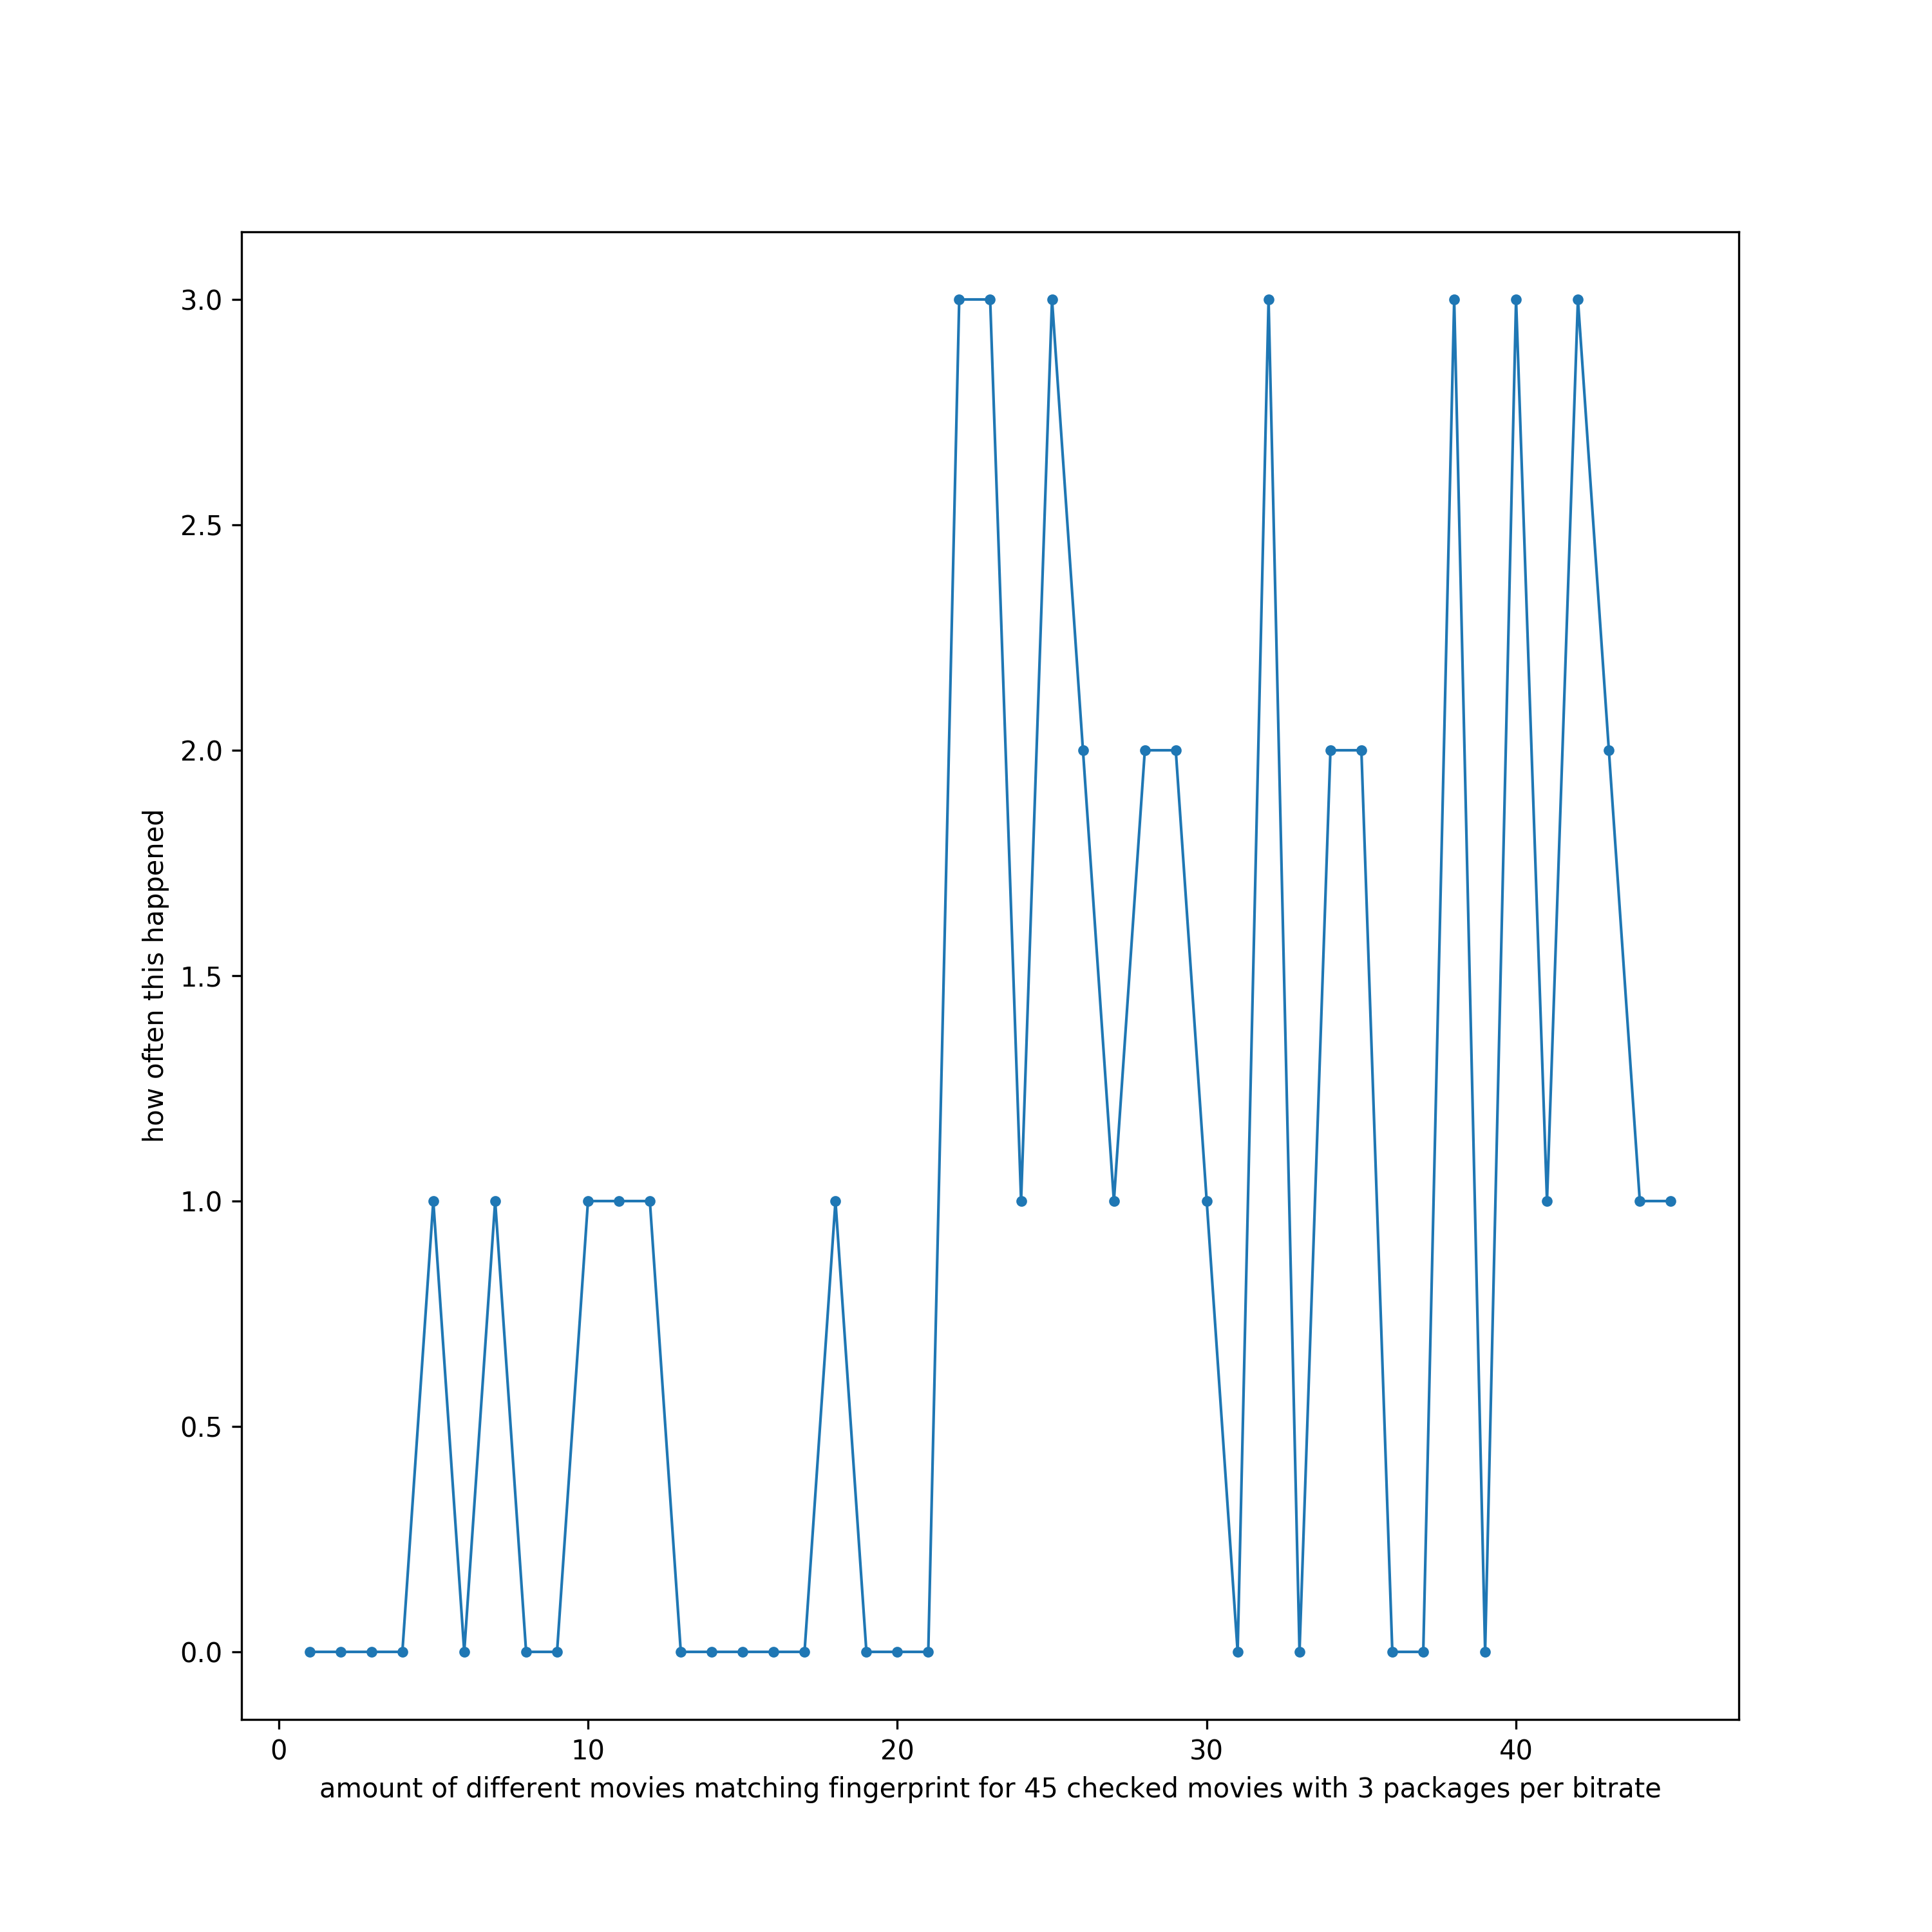 3.0
2.5
2.0
1.5
1.0
0.5
0.0
how often this happened
0 10 20 30 40
amount of different movies matching fingerprint for 45 checked movies with 3 packages per bitrate